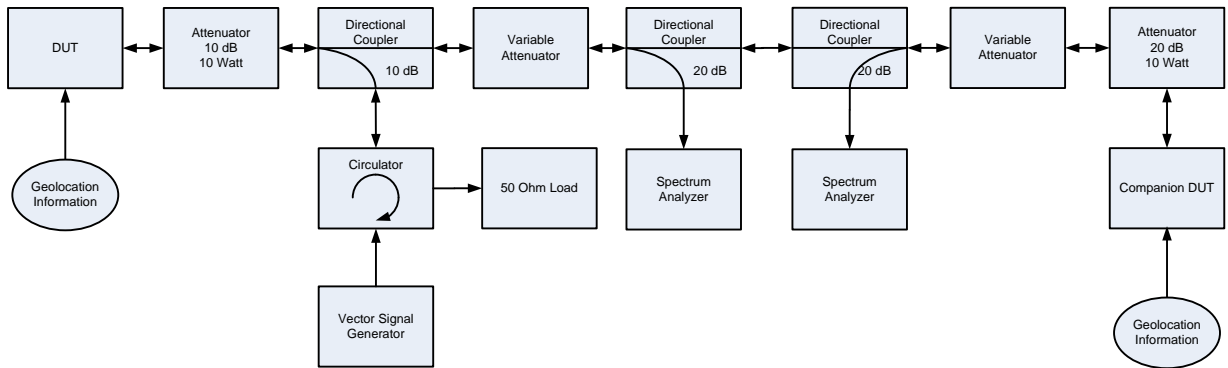 DUT
Attenuator
10 dB
10 Watt
Directional
Coupler
10 dB
Variable
Attenuator
Directional
Coupler
20 dB
Directional
Coupler
20 dB
Variable
Attenuator
Attenuator
20 dB
10 Watt
Geolocation
Information
Circulator
50 Ohm Load
Spectrum
Analyzer
Spectrum
Analyzer
Companion DUT
Vector Signal
Generator
Geolocation
Information